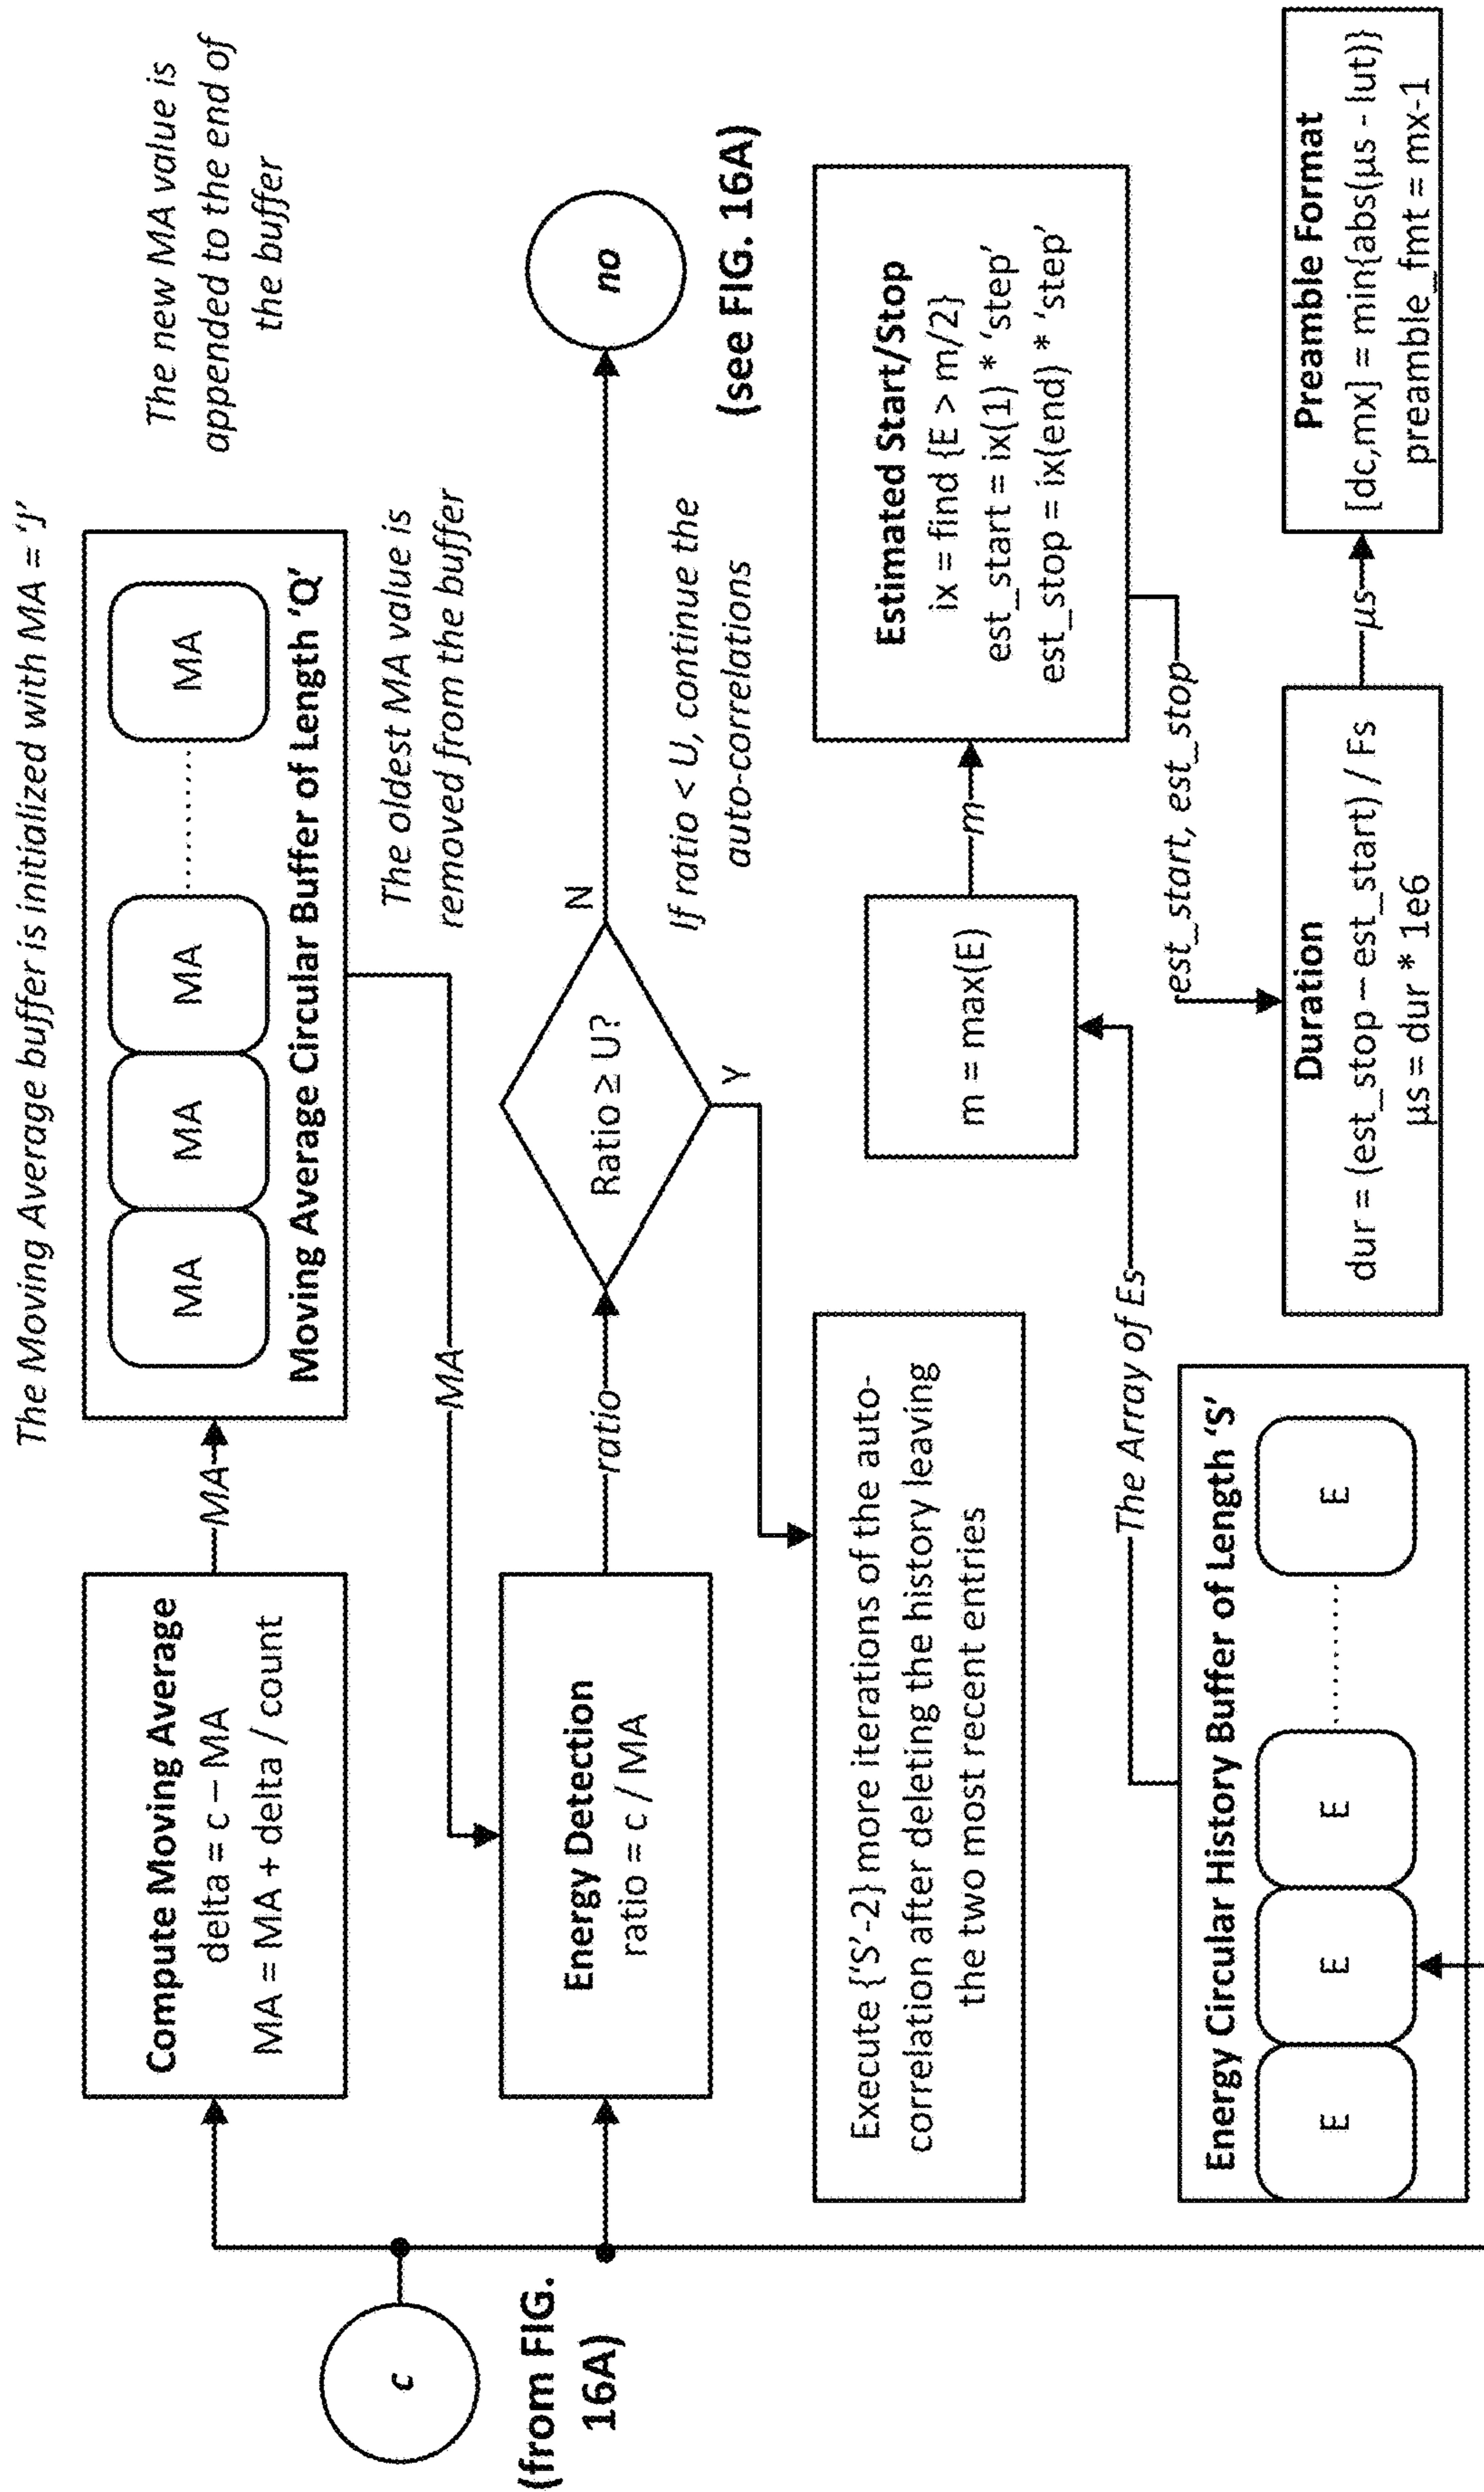 The Moving Average buffer is initialized with MA = 'J'
c
(from FIG.
16A)
Compute Moving Average
delta = c – MA
MA = MA + delta / count
MA
MA
MA
MA
MA
Moving Average Circular Buffer of Length 'Q'
The new MA value is
appended to the end of
the buffer
The oldest MA value is
removed from the buffer
MA
Energy Detection
ratio = c / MA
ratio
Ratio ≥ U?
N
Y
no
(see FIG. 16A)
If ratio < U, continue the
auto-correlations
Execute {'S'-2} more iterations of the auto-
correlation after deleting the history leaving
the two most recent entries
m = max(E)
m
Estimated Start/Stop
ix = find {E > m/2}
est_start = ix(1) * 'step'
est_stop = ix(end) * 'step'
The Array of Es
est_start, est_stop
Energy Circular History Buffer of Length 'S'
E
E
E
E
Duration
dur = (est_stop – est_start) / Fs
µs = dur * 1e6
µs
Preamble Format
[dc,mx] = min{abs(µs - lut)}
preamble_fmt = mx-1